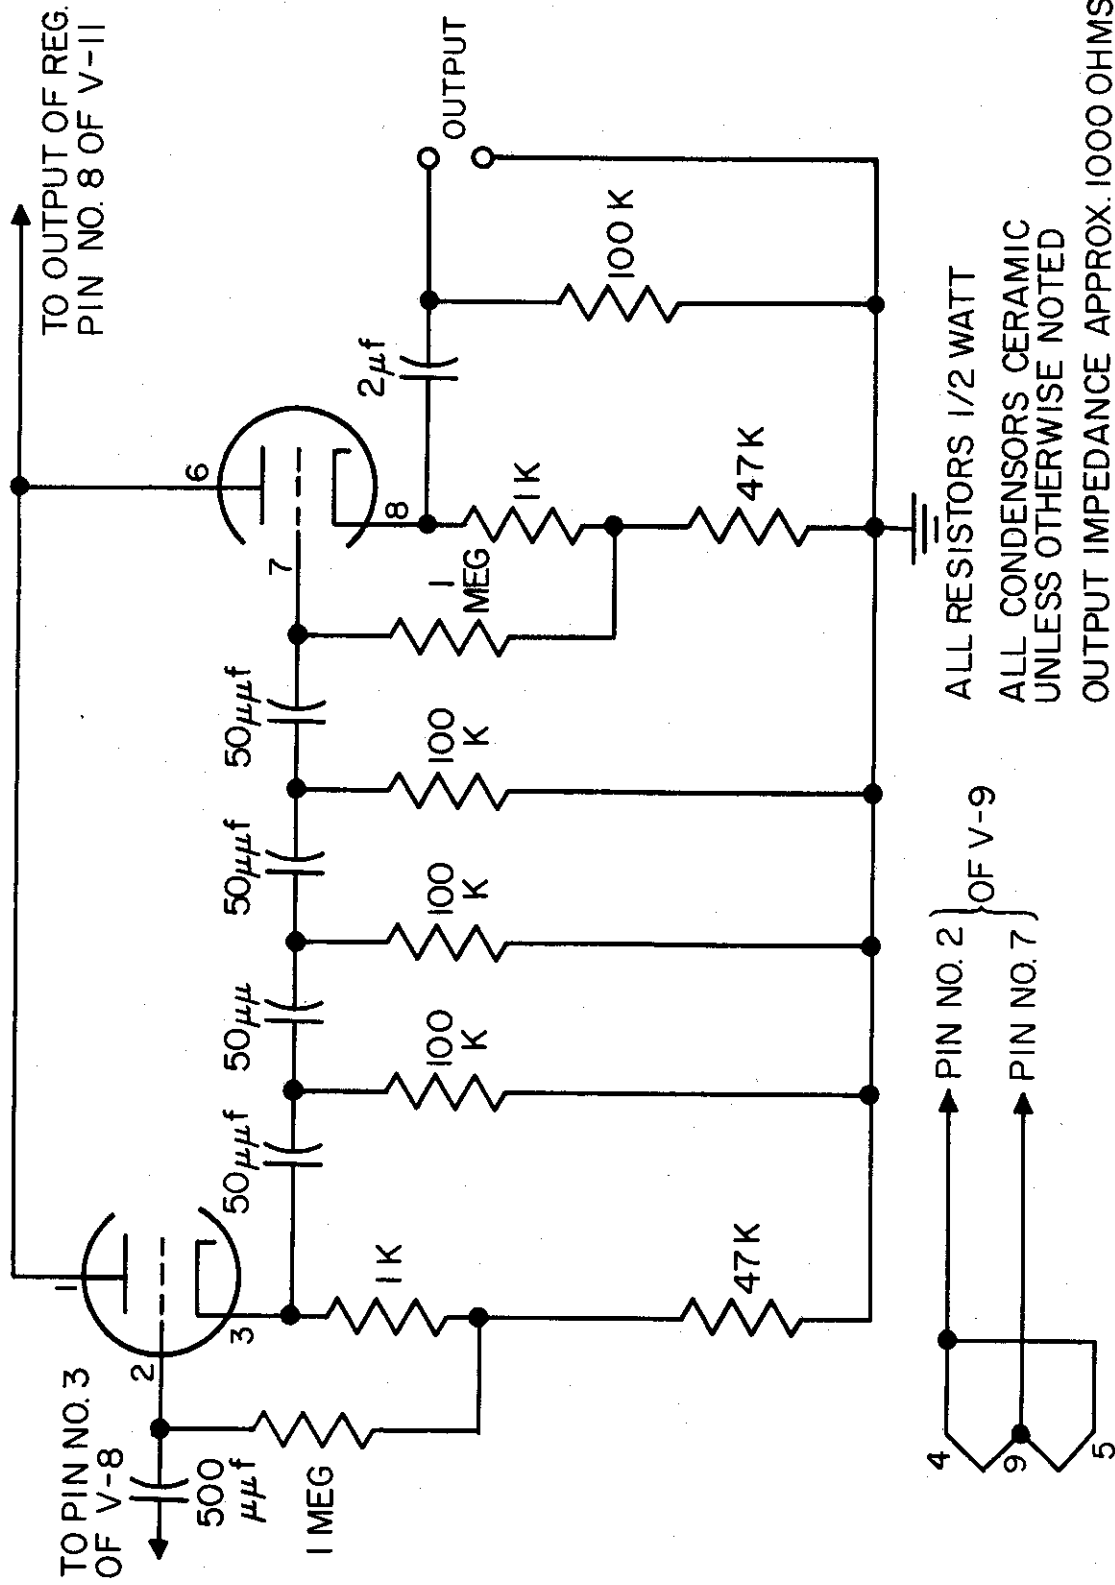 TO OUTPUT OF REG.
PIN NO. 8 OF V-11
1
6
TO PIN NO. 3
OF V-8
2
3
7
8
500
μμf
1 MEG
1K
47K
50μμf
50μμ
50μμf
50μμf
100
K
100
K
100
K
1
MEG
1K
47K
2μf
100K
OUTPUT
4
9
5
PIN NO. 2
PIN NO. 7
OF V-9
ALL RESISTORS 1/2 WATT
ALL CONDENSORS CERAMIC
UNLESS OTHERWISE NOTED
OUTPUT IMPEDANCE APPROX. 1000 OHMS